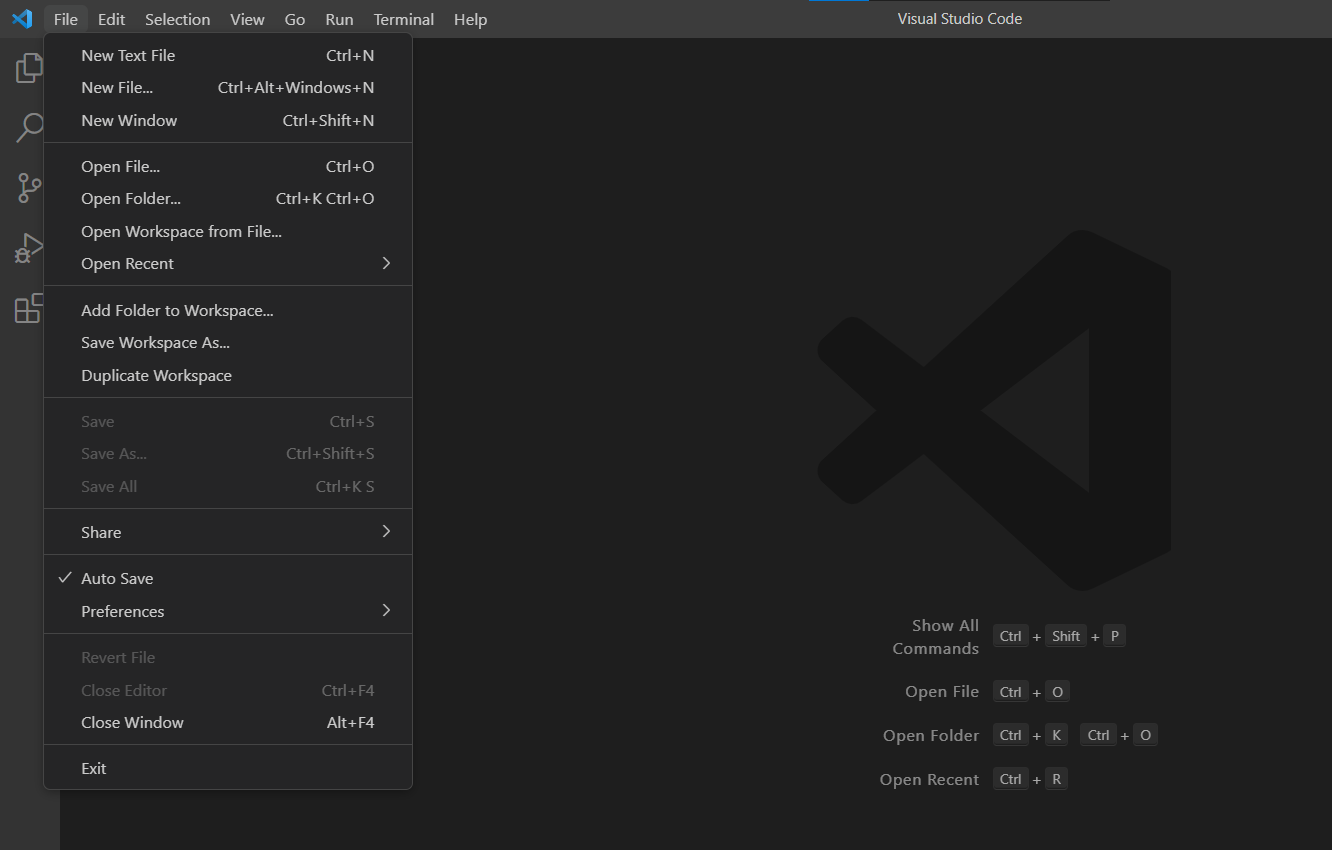 File Edit Selection View Go Run Terminal Help Visual Studio Code
New Text File Ctrl+N
New File... Ctrl+Alt+Windows+N
New Window Ctrl+Shift+N
Open File... Ctrl+O
Open Folder... Ctrl+K Ctrl+O
Open Workspace from File...
Open Recent
Add Folder to Workspace...
Save Workspace As...
Duplicate Workspace
Save Ctrl+S
Save As... Ctrl+Shift+S
Save All Ctrl+K S
Share
Auto Save
Preferences
Revert File
Close Editor Ctrl+F4
Close Window Alt+F4
Exit
Show All
Commands Ctrl + Shift + P
Open File Ctrl + O
Open Folder Ctrl + K Ctrl + O
Open Recent Ctrl + R